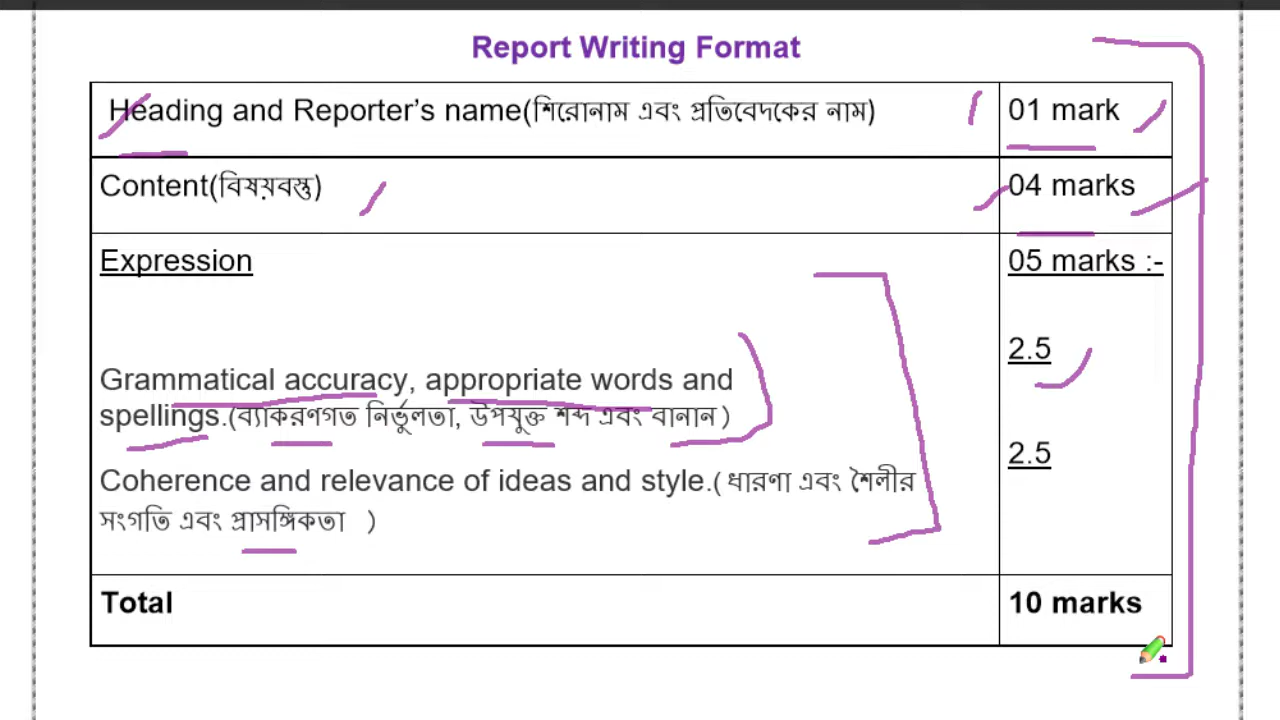 Report Writing Format
Heading and Reporter's name(শিরোনাম এবং প্রতিবেদকের নাম)
01 mark
Content(বিষয়বস্তু)
04 marks
Expression
05 marks :-
2.5
Grammatical accuracy, appropriate words and
spellings.(ব্যাকরণগত নির্ভুলতা, উপযুক্ত শব্দ এবং বানান)
2.5
Coherence and relevance of ideas and style.( ধারণা এবং শৈলীর
সংগতি এবং প্রাসঙ্গিকতা )
Total
10 marks